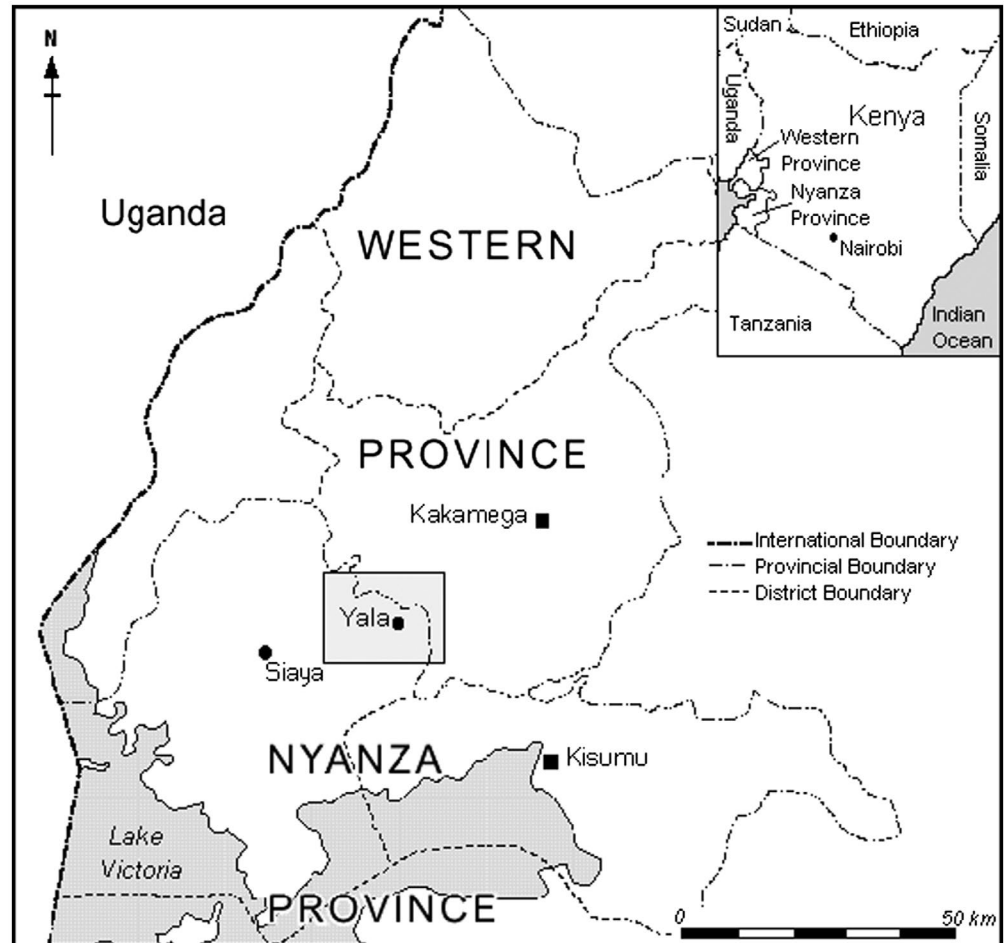 N
Uganda
WESTERN
PROVINCE
Kakamega
Yala
Siaya
NYANZA
Kisumu
Lake
Victoria
PROVINCE
Sudan
Ethiopia
Uganda
Kenya
Somalia
Western
Province
Nyanza
Province
Nairobi
Tanzania
Indian
Ocean
International Boundary
Provincial Boundary
District Boundary
0 50 km